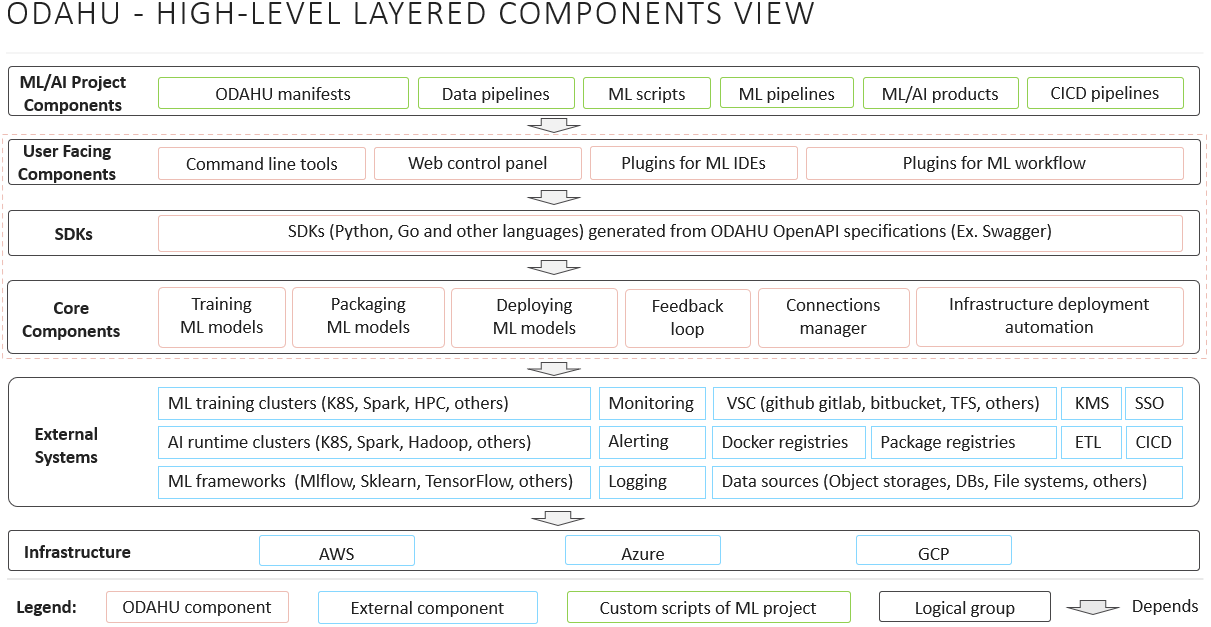 ODAHU - HIGH-LEVEL LAYERED COMPONENTS VIEW
ML/AI Project
Components
ODAHU manifests
Data pipelines
ML scripts
ML pipelines
ML/AI products
CICD pipelines
User Facing
Components
Command line tools
Web control panel
Plugins for ML IDEs
Plugins for ML workflow
SDKs
SDKs (Python, Go and other languages) generated from ODAHU OpenAPI specifications (Ex. Swagger)
Core
Components
Training
ML models
Packaging
ML models
Deploying
ML models
Feedback
loop
Connections
manager
Infrastructure deployment
automation
External
Systems
ML training clusters (K8S, Spark, HPC, others)
Monitoring
VSC (github gitlab, bitbucket, TFS, others)
KMS
SSO
AI runtime clusters (K8S, Spark, Hadoop, others)
Alerting
Docker registries
Package registries
ETL
CICD
ML frameworks (Mlflow, Sklearn, TensorFlow, others)
Logging
Data sources (Object storages, DBs, File systems, others)
Infrastructure
AWS
Azure
GCP
Legend:
ODAHU component
External component
Custom scripts of ML project
Logical group
Depends